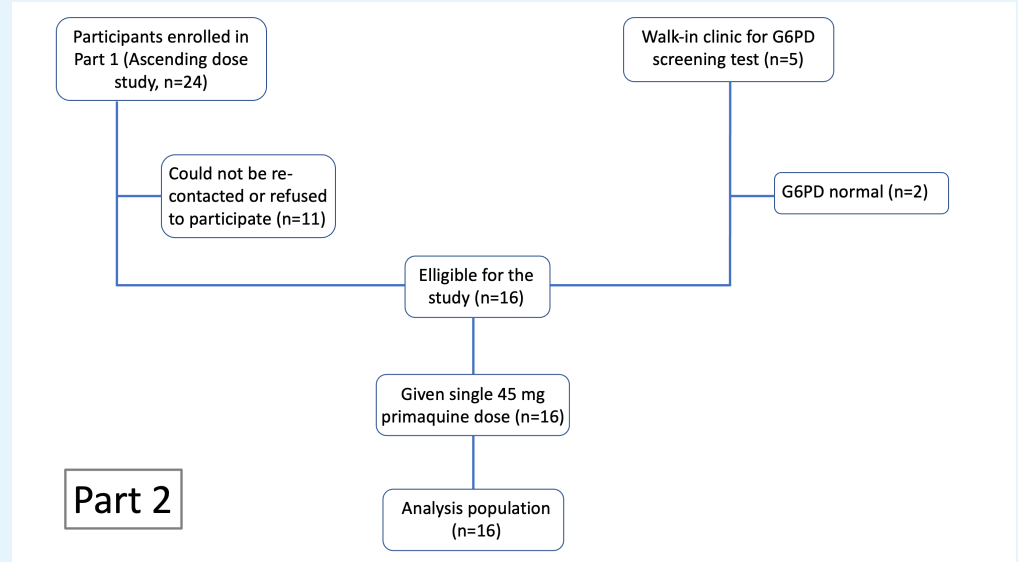 Participants enrolled in
Part 1 (Ascending dose
study, n=24)
Walk-in clinic for G6PD
screening test (n=5)
Could not be re-
contacted or refused
to participate (n=11)
G6PD normal (n=2)
Elligible for the
study (n=16)
Given single 45 mg
primaquine dose (n=16)
Part 2
Analysis population
(n=16)